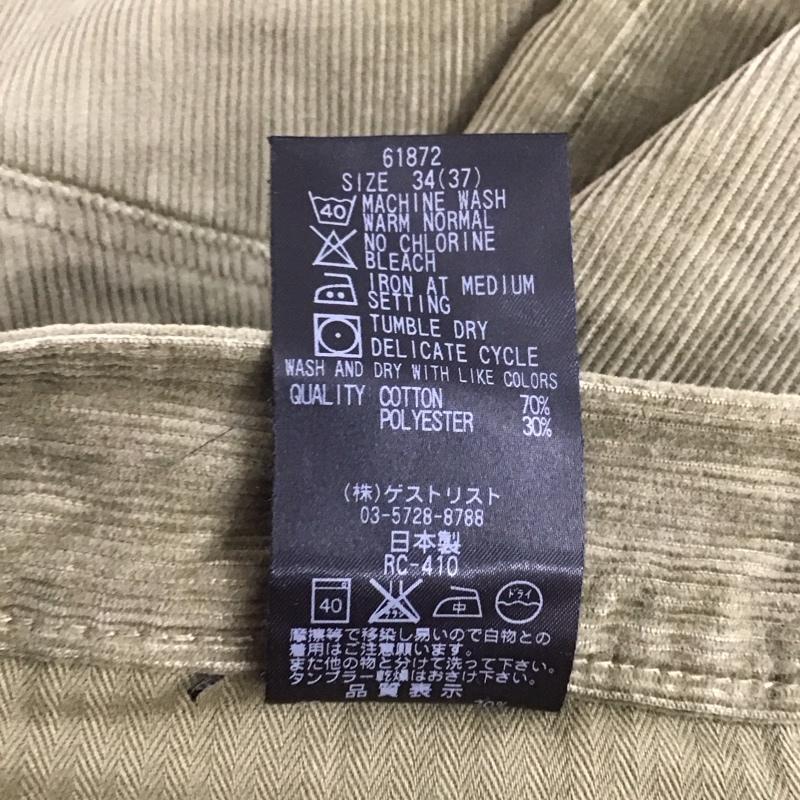 61872
SIZE 34(37)
40 MACHINE WASH
WARM NORMAL
NO CHLORINE
BLEACH
IRON AT MEDIUM
SETTING
TUMBLE DRY
DELICATE CYCLE
WASH AND DRY WITH LIKE COLORS
QUALITY COTTON 70%
POLYESTER 30%
(株)ゲストリスト
03-5728-8788
日本製
RC-410
40 中 ドライ
摩擦等で移染し易いので白物との
着用はご注意願います。
また他の物と分けて洗って下さい。
タンブラー乾燥はおさけ下さい。
品質表示